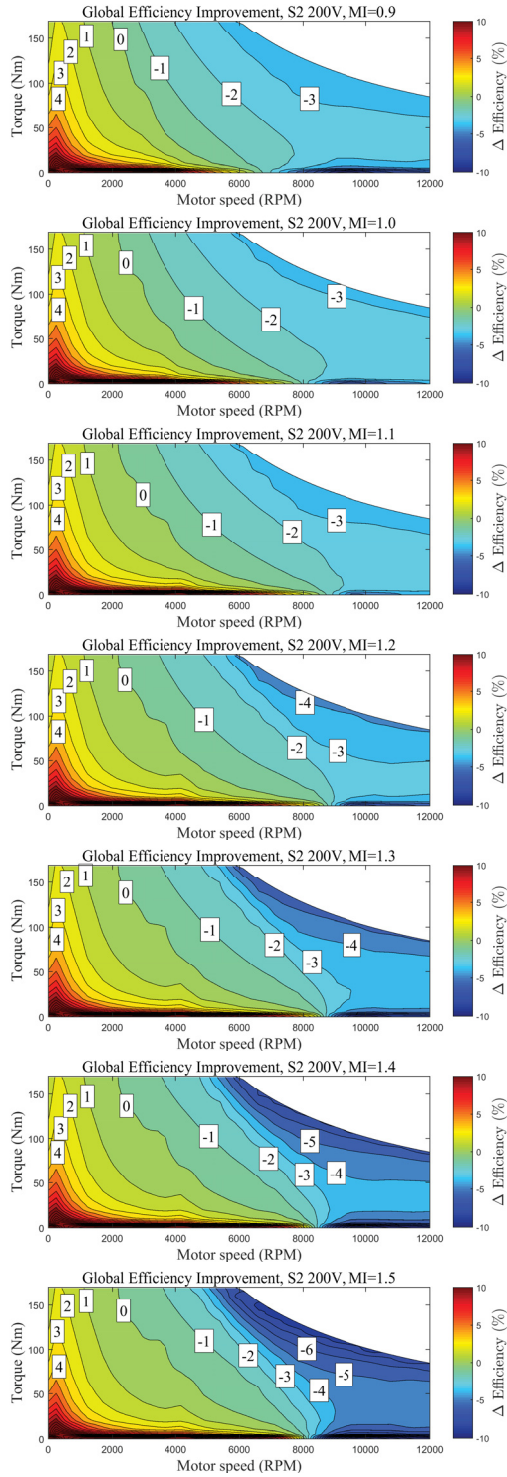 Global Efficiency Improvement, S2 200V, MI=0.9
Torque (Nm)
150
100
50
0
0 2000 4000 6000 8000 10000 12000
Motor speed (RPM)
4 3 2 1 0 -1 -2 -3
10
5
0
-5
-10
Δ Efficiency (%)
Global Efficiency Improvement, S2 200V, MI=1.0
Torque (Nm)
150
100
50
0
0 2000 4000 6000 8000 10000 12000
Motor speed (RPM)
4 3 2 1 0 -1 -2 -3
10
5
0
-5
-10
Δ Efficiency (%)
Global Efficiency Improvement, S2 200V, MI=1.1
Torque (Nm)
150
100
50
0
0 2000 4000 6000 8000 10000 12000
Motor speed (RPM)
4 3 2 1 0 -1 -2 -3
10
5
0
-5
-10
Δ Efficiency (%)
Global Efficiency Improvement, S2 200V, MI=1.2
Torque (Nm)
150
100
50
0
0 2000 4000 6000 8000 10000 12000
Motor speed (RPM)
4 3 2 1 0 -1 -2 -3 -4
10
5
0
-5
-10
Δ Efficiency (%)
Global Efficiency Improvement, S2 200V, MI=1.3
Torque (Nm)
150
100
50
0
0 2000 4000 6000 8000 10000 12000
Motor speed (RPM)
4 3 2 1 0 -1 -2 -3 -4
10
5
0
-5
-10
Δ Efficiency (%)
Global Efficiency Improvement, S2 200V, MI=1.4
Torque (Nm)
150
100
50
0
0 2000 4000 6000 8000 10000 12000
Motor speed (RPM)
4 3 2 1 0 -1 -2 -3 -4 -5
10
5
0
-5
-10
Δ Efficiency (%)
Global Efficiency Improvement, S2 200V, MI=1.5
Torque (Nm)
150
100
50
0
0 2000 4000 6000 8000 10000 12000
Motor speed (RPM)
4 3 2 1 0 -1 -2 -3 -4 -5 -6
10
5
0
-5
-10
Δ Efficiency (%)